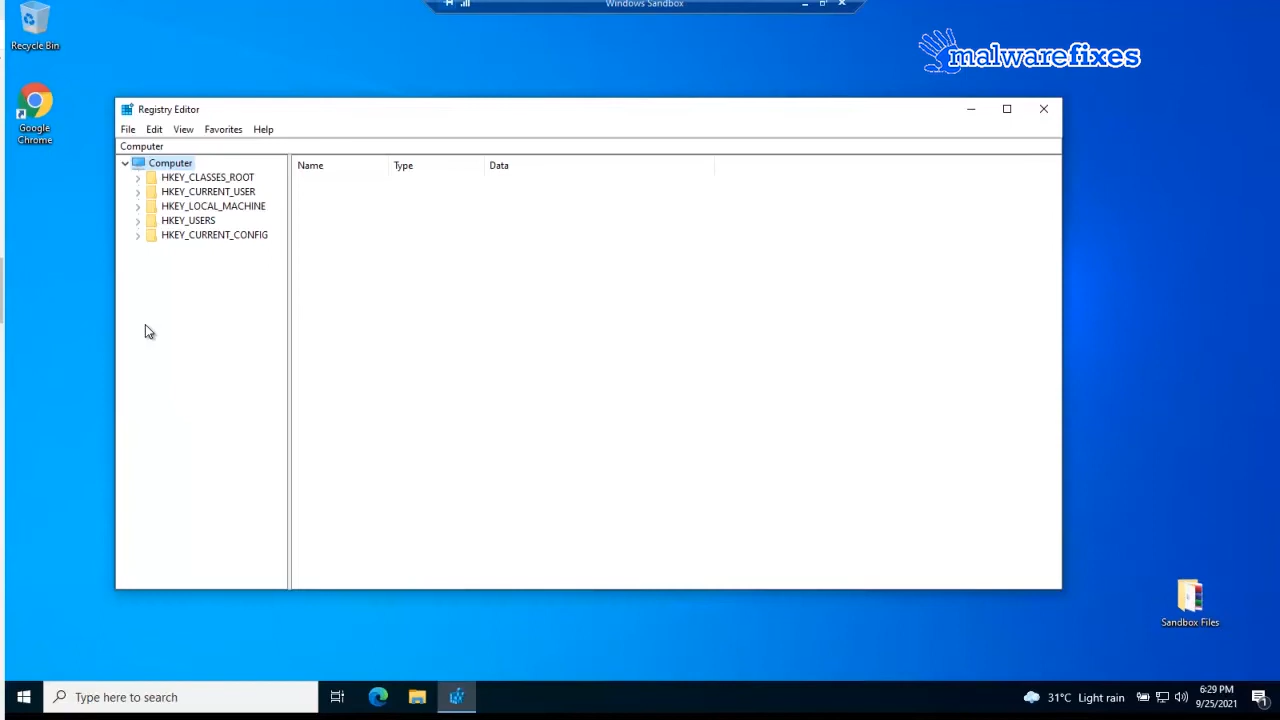 Windows Sandbox
Recycle Bin
malwarefixes
Google
Chrome
Registry Editor
File Edit View Favorites Help
Computer
Computer
HKEY_CLASSES_ROOT
HKEY_CURRENT_USER
HKEY_LOCAL_MACHINE
HKEY_USERS
HKEY_CURRENT_CONFIG
Name Type Data
Sandbox Files
Type here to search
31°C Light rain
6:29 PM
9/25/2021
1